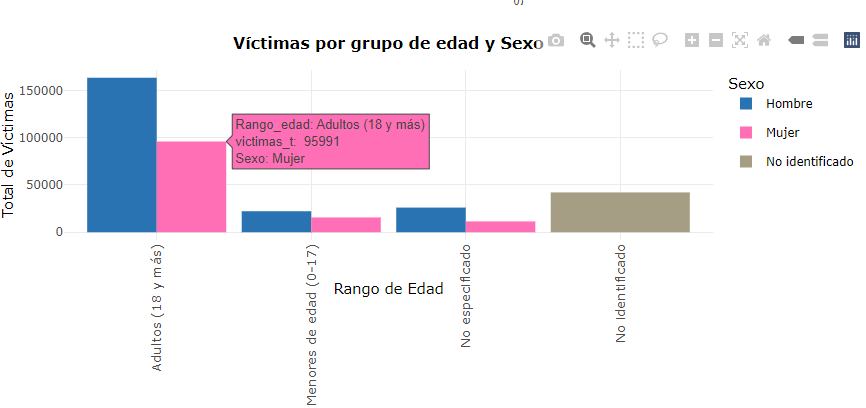 Víctimas por grupo de edad y Sexo
Sexo
Hombre
Mujer
No identificado
Total de Víctimas
150000
100000
50000
0
Rango_edad: Adultos (18 y más)
victimas_t: 95991
Sexo: Mujer
Adultos (18 y más)
Menores de edad (0-17)
No especificado
No identificado
Rango de Edad